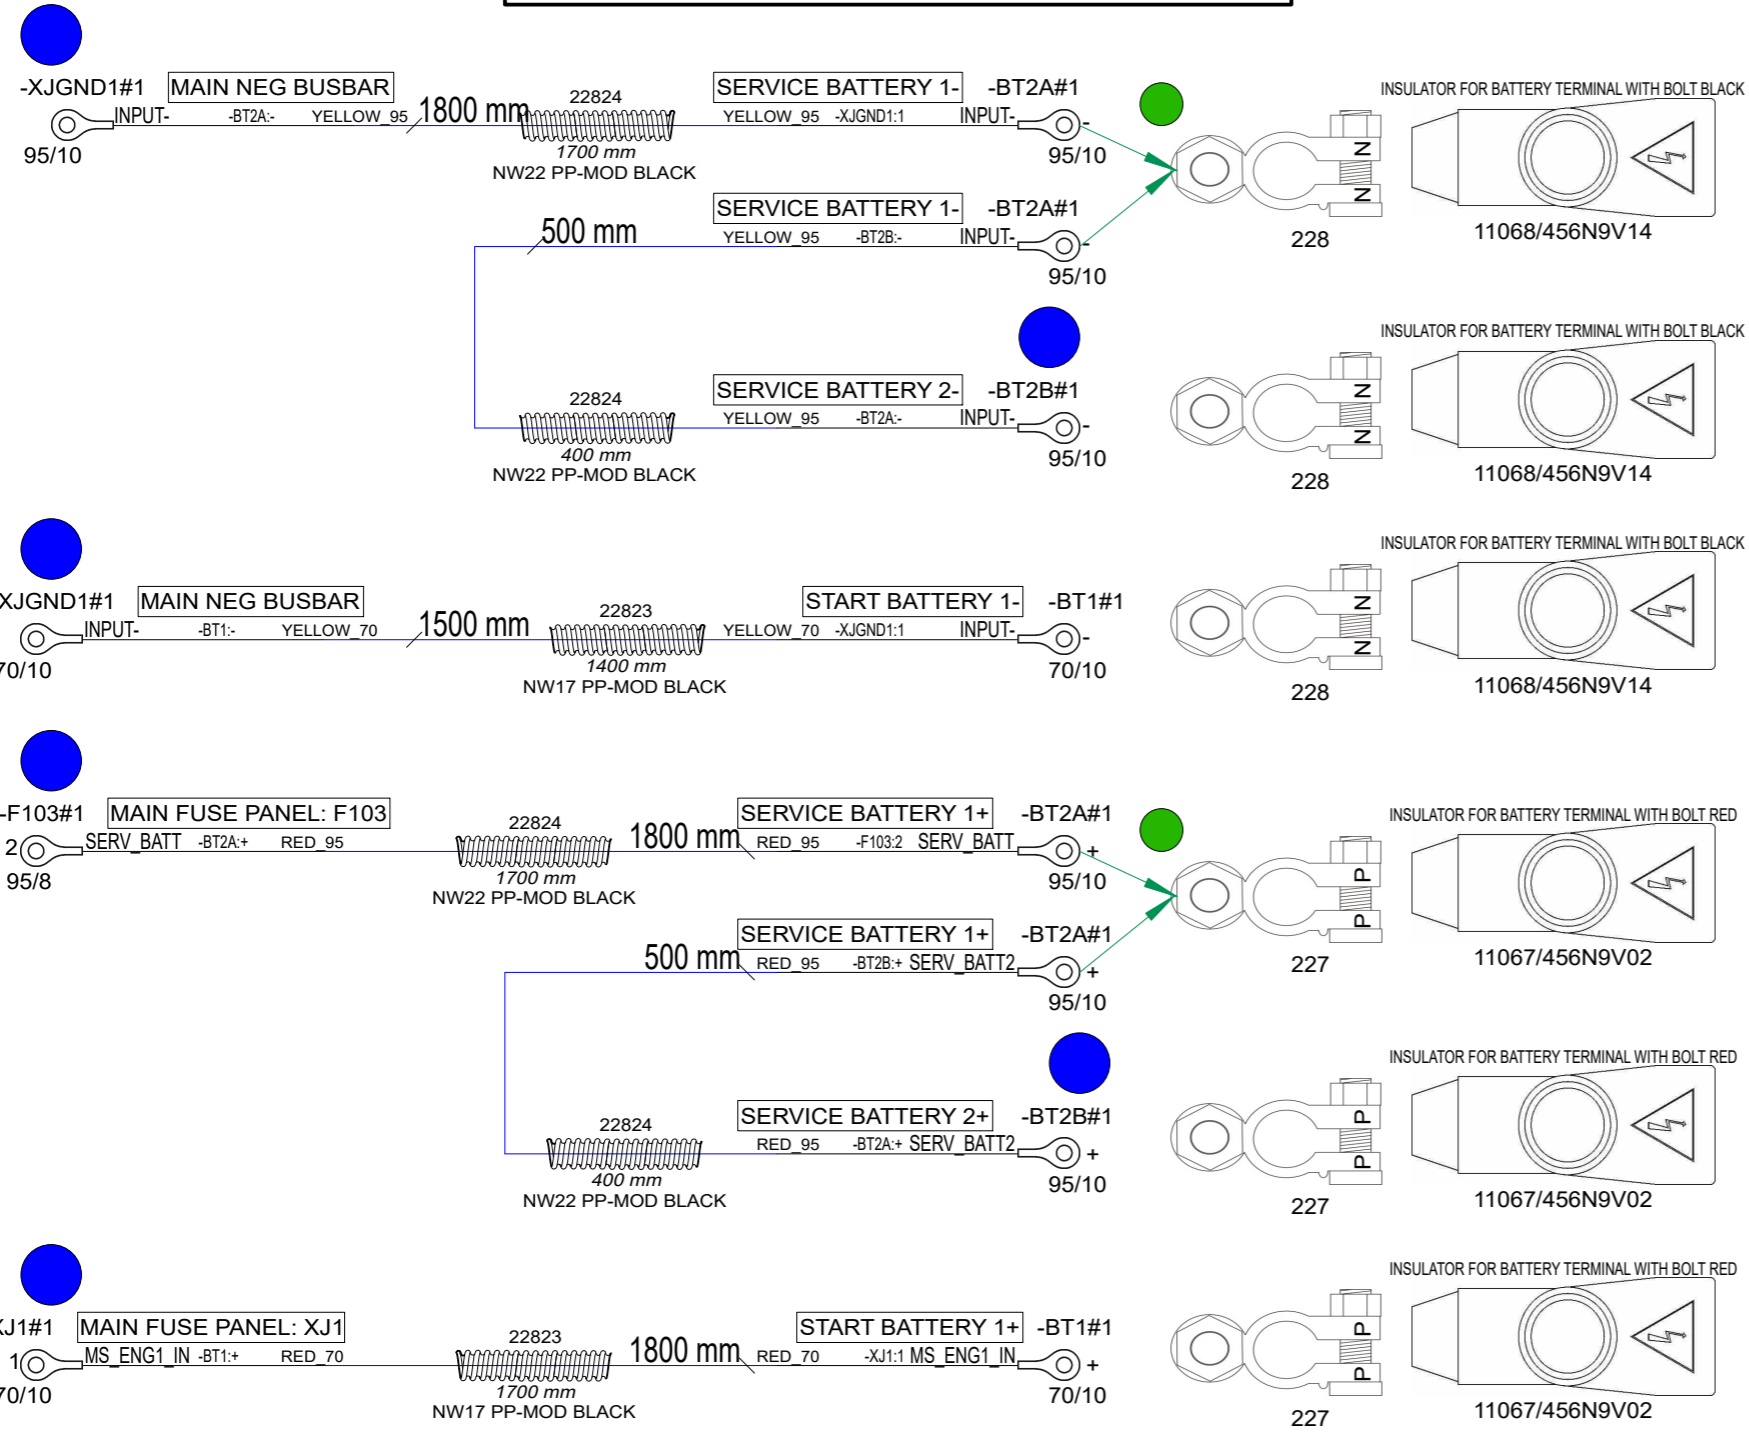 -XJGND1#1 MAIN NEG BUSBAR 22824 SERVICE BATTERY 1- -BT2A#1 INSULATOR FOR BATTERY TERMINAL WITH BOLT BLACK
INPUT- -BT2A:- YELLOW_95 1800 mm YELLOW_95 -XJGND1:1 INPUT- - N
95/10 1700 mm 95/10 N
NW22 PP-MOD BLACK
SERVICE BATTERY 1- -BT2A#1
500 mm YELLOW_95 -BT2B:- INPUT- - 228 11068/456N9V14
95/10
INSULATOR FOR BATTERY TERMINAL WITH BOLT BLACK
22824 SERVICE BATTERY 2- -BT2B#1 N
YELLOW_95 -BT2A:- INPUT- - N
400 mm 95/10
NW22 PP-MOD BLACK 228 11068/456N9V14
INSULATOR FOR BATTERY TERMINAL WITH BOLT BLACK
XJGND1#1 MAIN NEG BUSBAR 22823 START BATTERY 1- -BT1#1 N
INPUT- -BT1:- YELLOW_70 1500 mm YELLOW_70 -XJGND1:1 INPUT- - N
70/10 1400 mm 70/10
NW17 PP-MOD BLACK 228 11068/456N9V14
-F103#1 MAIN FUSE PANEL: F103 22824 SERVICE BATTERY 1+ -BT2A#1 INSULATOR FOR BATTERY TERMINAL WITH BOLT RED
2 SERV_BATT -BT2A:+ RED_95 1800 mm RED_95 -F103:2 SERV_BATT + P
95/8 1700 mm 95/10 P
NW22 PP-MOD BLACK
SERVICE BATTERY 1+ -BT2A#1
500 mm RED_95 -BT2B:+ SERV_BATT2 + 227 11067/456N9V02
95/10
INSULATOR FOR BATTERY TERMINAL WITH BOLT RED
22824 SERVICE BATTERY 2+ -BT2B#1 P
RED_95 -BT2A:+ SERV_BATT2 + P
400 mm 95/10
NW22 PP-MOD BLACK 227 11067/456N9V02
INSULATOR FOR BATTERY TERMINAL WITH BOLT RED
XJ1#1 MAIN FUSE PANEL: XJ1 22823 START BATTERY 1+ -BT1#1 P
1 MS_ENG1_IN -BT1:+ RED_70 1800 mm RED_70 -XJ1:1 MS_ENG1_IN + P
70/10 1700 mm 70/10
NW17 PP-MOD BLACK 227 11067/456N9V02